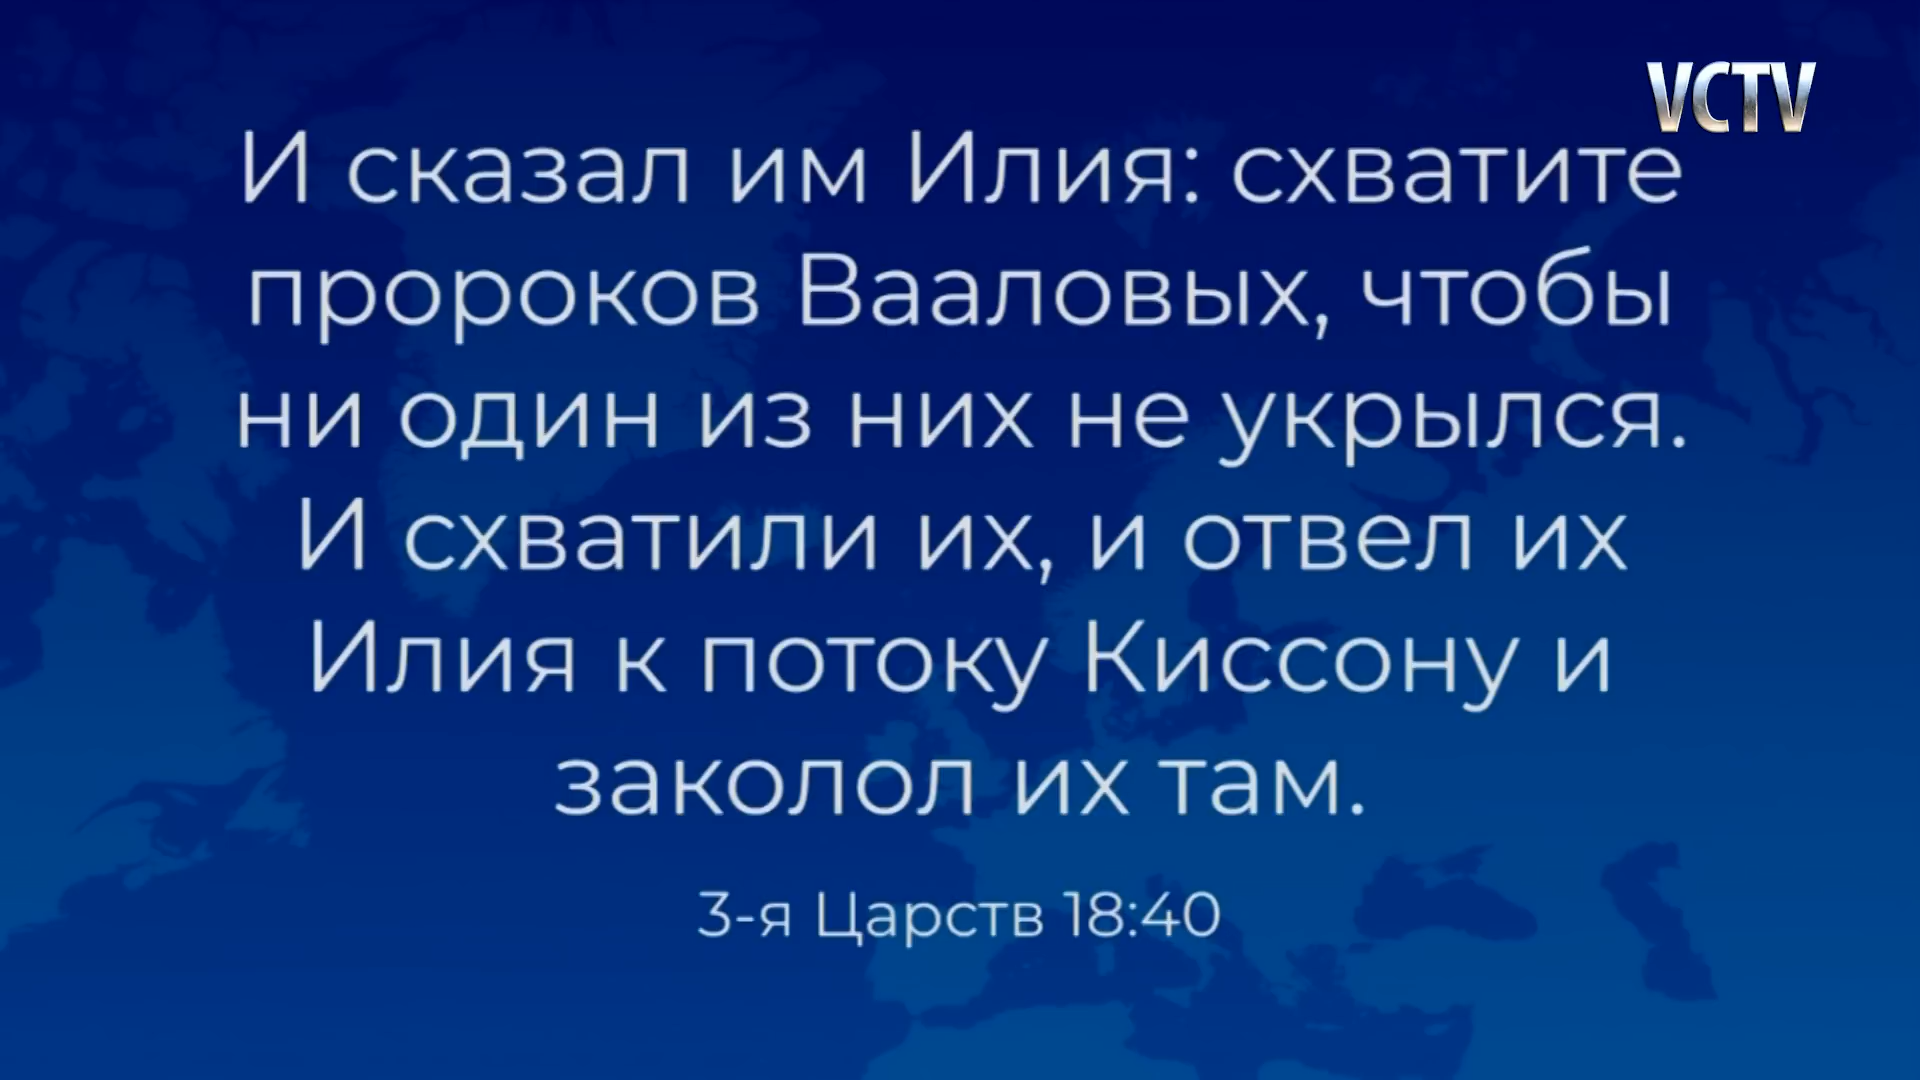 VCTV
И сказал им Илия: схватите
пророков Вааловых, чтобы
ни один из них не укрылся.
И схватили их, и отвел их
Илия к потоку Киссону и
заколол их там.
3-я Царств 18:40